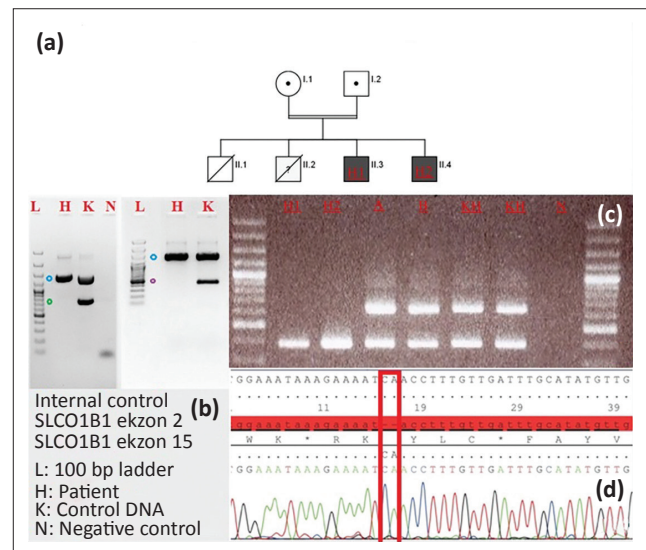 (a)
I.1
I.2
II.1
? II.2
II.3
II.4
L H K N
L H K
(c)
Internal control
SLCO1B1 ekzon 2
SLCO1B1 ekzon 15
(b)
L: 100 bp ladder
H: Patient
K: Control DNA
N: Negative control
GGAAATAAAGAAAATCAACCTTTGTTGATTTGCATATGTTG
11 19 29 39
W K * R K Y L C * F A Y V
CA
GGAAATAAAGAAAATCAACCTTTGTTGATTTGCATATGTTG
(d)